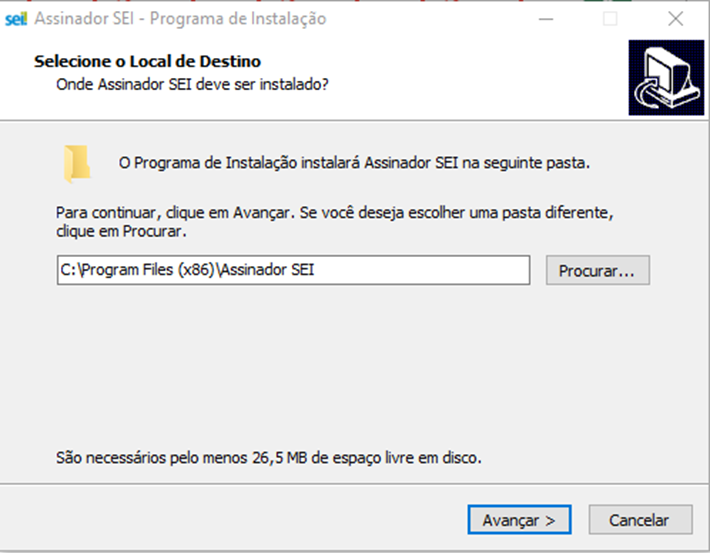 sei! Assinador SEI - Programa de Instalação
Selecione o Local de Destino
Onde Assinador SEI deve ser instalado?
O Programa de Instalação instalará Assinador SEI na seguinte pasta.
Para continuar, clique em Avançar. Se você deseja escolher uma pasta diferente,
clique em Procurar.
C:\Program Files (x86)\Assinador SEI
Procurar...
São necessários pelo menos 26,5 MB de espaço livre em disco.
Avançar >
Cancelar